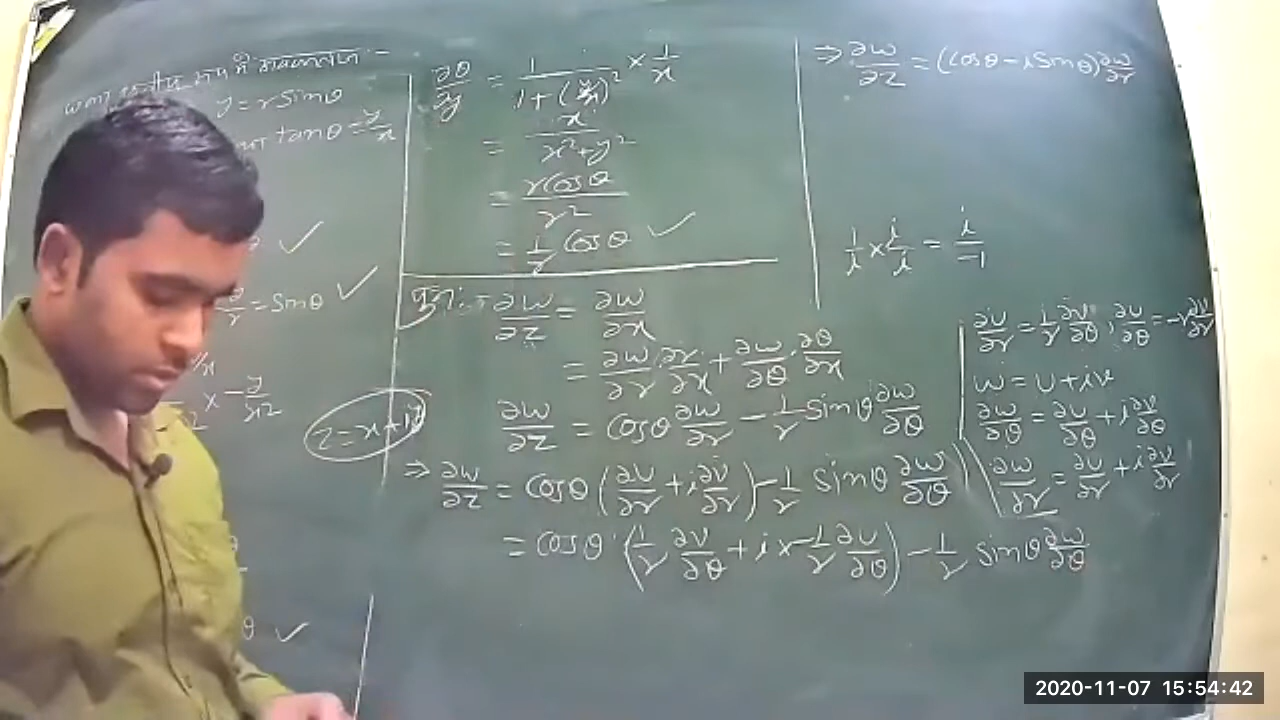 में
y = r sinθ
tanθ = y/x
θ ✓
= sinθ ✓
× -y/x²
θ ✓
∂θ/∂y = 1/(1+(y/x)²) × 1/x
= x/(x²+y²)
= r cosθ/r²
= 1/r cosθ ✓
पुनः :- ∂w/∂z = ∂w/∂x
= ∂w/∂r · ∂r/∂x + ∂w/∂θ · ∂θ/∂x
∂w/∂z = cosθ ∂w/∂r - 1/r sinθ ∂w/∂θ
z = x+iy
⇒ ∂w/∂z = cosθ (∂u/∂r + i ∂v/∂r) - 1/r sinθ ∂w/∂θ
= cosθ (1/r ∂v/∂θ + i × -1/r ∂u/∂θ) - 1/r sinθ ∂w/∂θ
⇒ ∂w/∂z = (cosθ - i sinθ) ∂w/∂r
1/i × i/i = i/-1
∂u/∂r = 1/r ∂v/∂θ, ∂u/∂θ = -r ∂v/∂r
w = u + iv
∂w/∂θ = ∂u/∂θ + i ∂v/∂θ
∂w/∂r = ∂u/∂r + i ∂v/∂r
2020-11-07 15:54:42